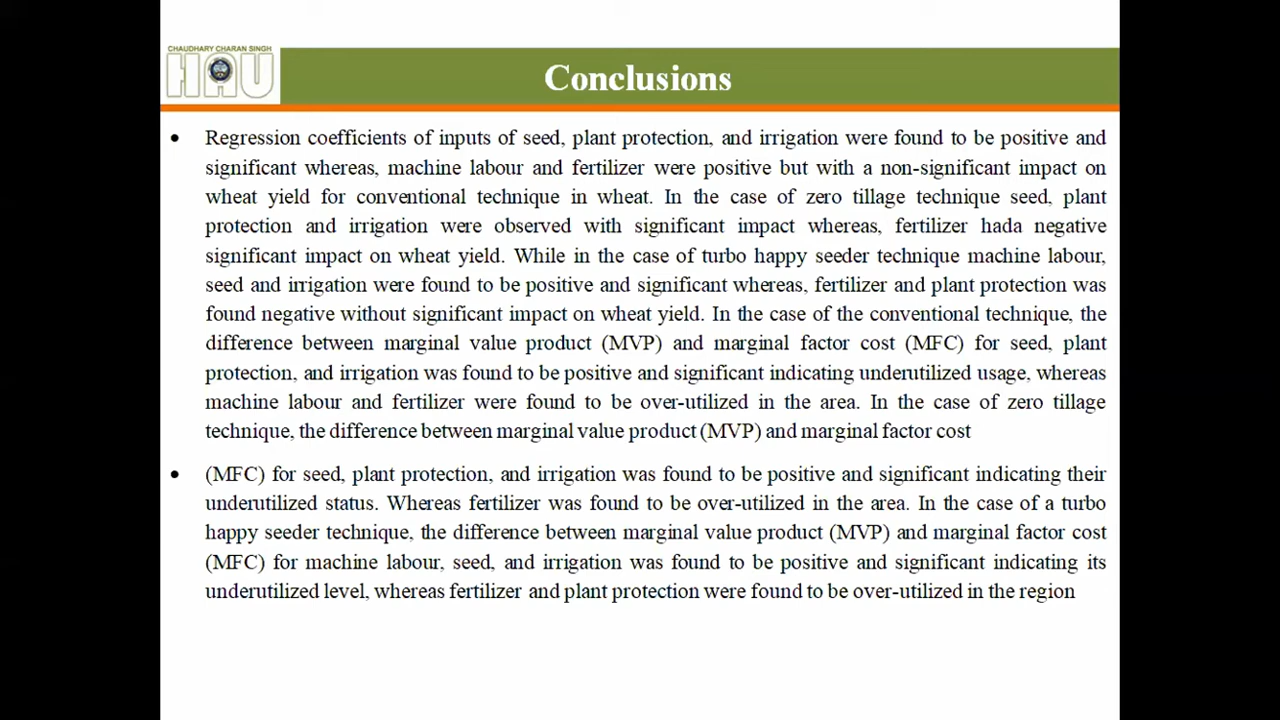 CHAUDHARY CHARAN SINGH
HAU
Conclusions
• Regression coefficients of inputs of seed, plant protection, and irrigation were found to be positive and
significant whereas, machine labour and fertilizer were positive but with a non-significant impact on
wheat yield for conventional technique in wheat. In the case of zero tillage technique seed, plant
protection and irrigation were observed with significant impact whereas, fertilizer hada negative
significant impact on wheat yield. While in the case of turbo happy seeder technique machine labour,
seed and irrigation were found to be positive and significant whereas, fertilizer and plant protection was
found negative without significant impact on wheat yield. In the case of the conventional technique, the
difference between marginal value product (MVP) and marginal factor cost (MFC) for seed, plant
protection, and irrigation was found to be positive and significant indicating underutilized usage, whereas
machine labour and fertilizer were found to be over-utilized in the area. In the case of zero tillage
technique, the difference between marginal value product (MVP) and marginal factor cost
• (MFC) for seed, plant protection, and irrigation was found to be positive and significant indicating their
underutilized status. Whereas fertilizer was found to be over-utilized in the area. In the case of a turbo
happy seeder technique, the difference between marginal value product (MVP) and marginal factor cost
(MFC) for machine labour, seed, and irrigation was found to be positive and significant indicating its
underutilized level, whereas fertilizer and plant protection were found to be over-utilized in the region